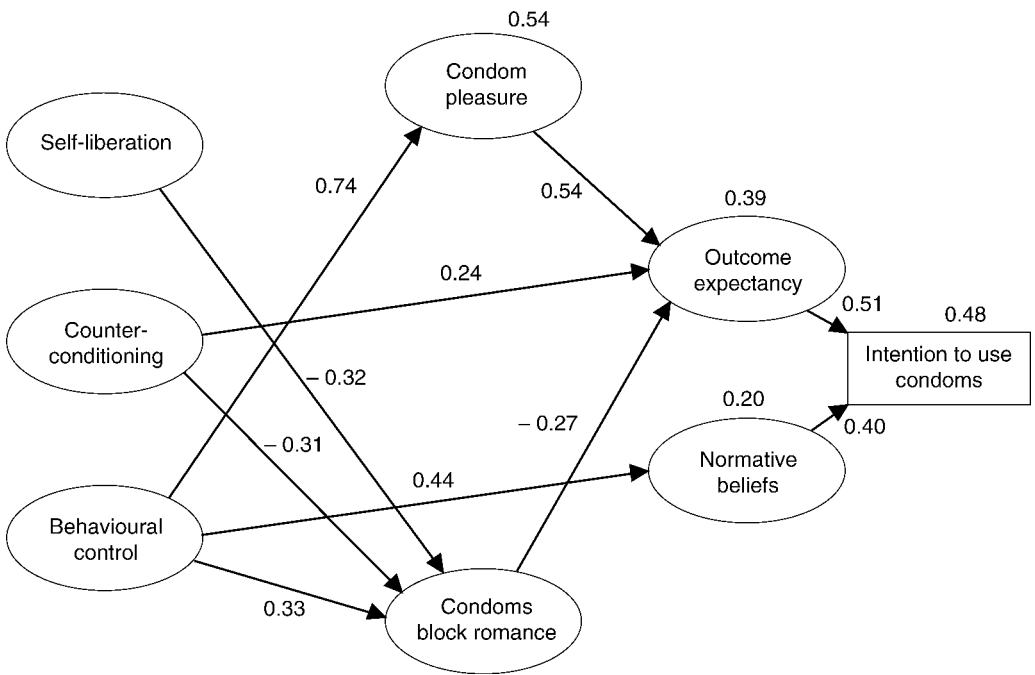 0.54
Condom
pleasure
Self-liberation
0.74
0.54
0.39
Outcome
expectancy
0.24
0.51
0.48
Counter-
conditioning
Intention to use
condoms
– 0.32
0.20
– 0.31
– 0.27
0.40
Normative
beliefs
0.44
Behavioural
control
0.33
Condoms
block romance